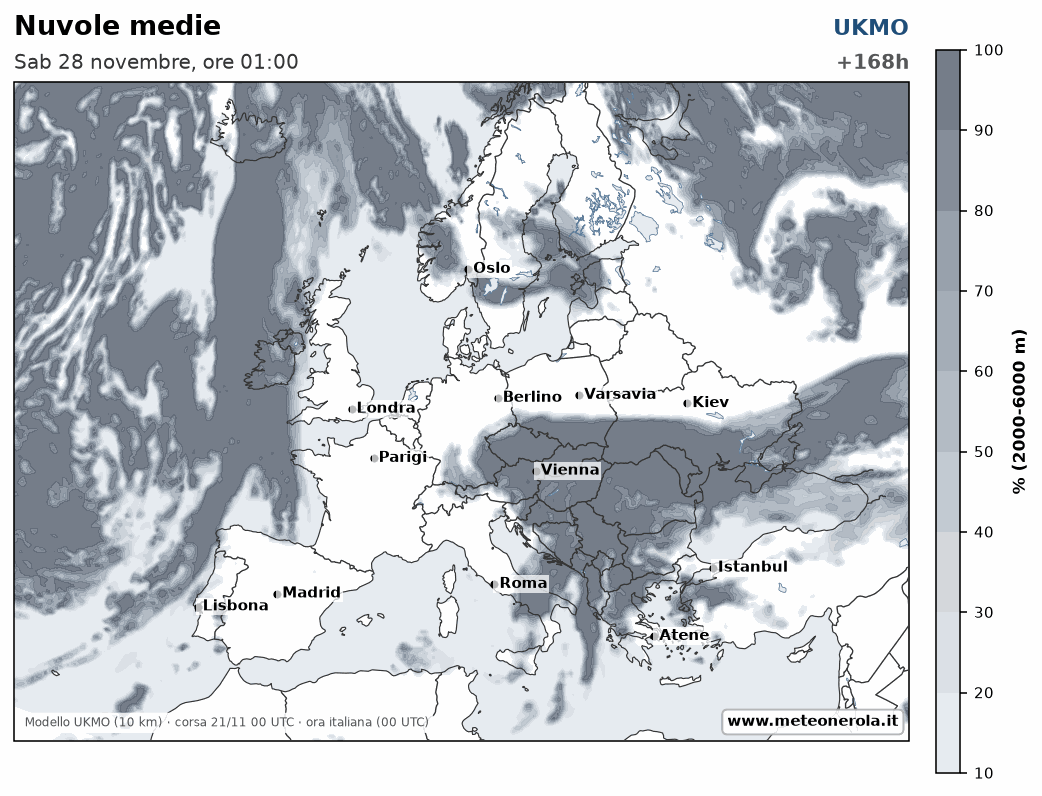 Nuvole medie
UKMO
Sab 28 novembre, ore 01:00
+168h
100
90
80
70
60
50
40
30
20
10
% (2000-6000 m)
Oslo
Berlino
Varsavia
Kiev
Londra
Parigi
Vienna
Istanbul
Roma
Madrid
Lisbona
Atene
Modello UKMO (10 km) · corsa 21/11 00 UTC · ora italiana (00 UTC)
www.meteonerola.it